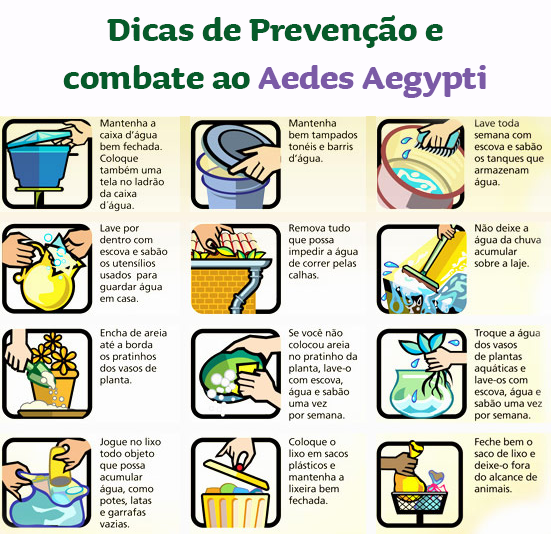 Dicas de Prevenção e
combate ao Aedes Aegypti
Mantenha a
caixa d'água
bem fechada.
Coloque
também uma
tela no ladrão
da caixa
d´água.
Mantenha
bem tampados
tonéis e barris
d'água.
Lave toda
semana com
escova e sabão
os tanques que
armazenam
água.
Lave por
dentro com
escova e sabão
os utensílios
usados para
guardar água
em casa.
Remova tudo
que possa
impedir a água
de correr pelas
calhas.
Não deixe a
água da chuva
acumular
sobre a laje.
Encha de areia
até a borda
os pratinhos
dos vasos de
planta.
Se você não
colocou areia
no pratinho da
planta, lave-o
com escova,
água e sabão
uma vez
por semana.
Troque a água
dos vasos
de plantas
aquáticas e
lave-os com
escova, água e
sabão uma vez
por semana.
Jogue no lixo
todo objeto
que possa
acumular
água, como
potes, latas
e garrafas
vazias.
Coloque o
lixo em sacos
plásticos e
mantenha a
lixeira bem
fechada.
Feche bem o
saco de lixo e
deixe-o fora
do alcance de
animais.